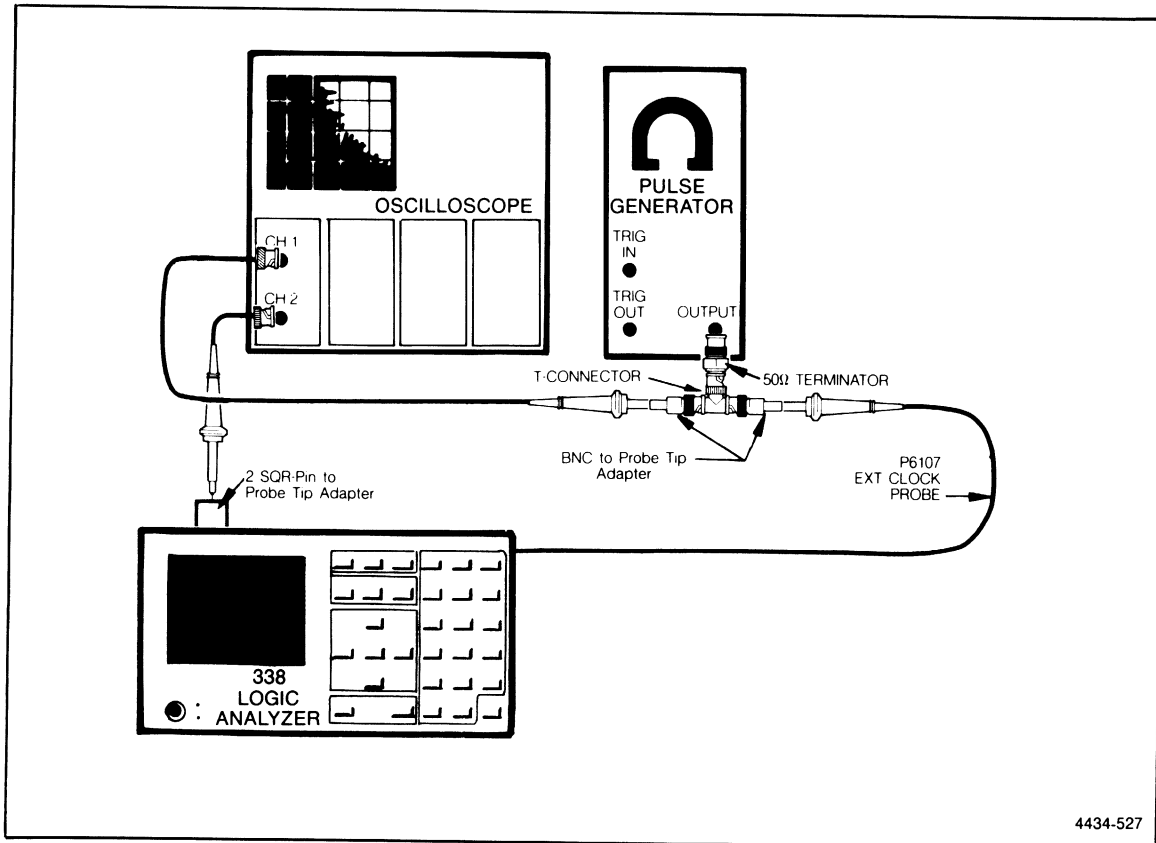 OSCILLOSCOPE
CH 1
CH 2
PULSE
GENERATOR
TRIG
IN
TRIG
OUT
OUTPUT
T-CONNECTOR
50Ω TERMINATOR
BNC to Probe Tip
Adapter
P6107
EXT CLOCK
PROBE
2 SQR-Pin to
Probe Tip Adapter
338
LOGIC
ANALYZER
4434-527